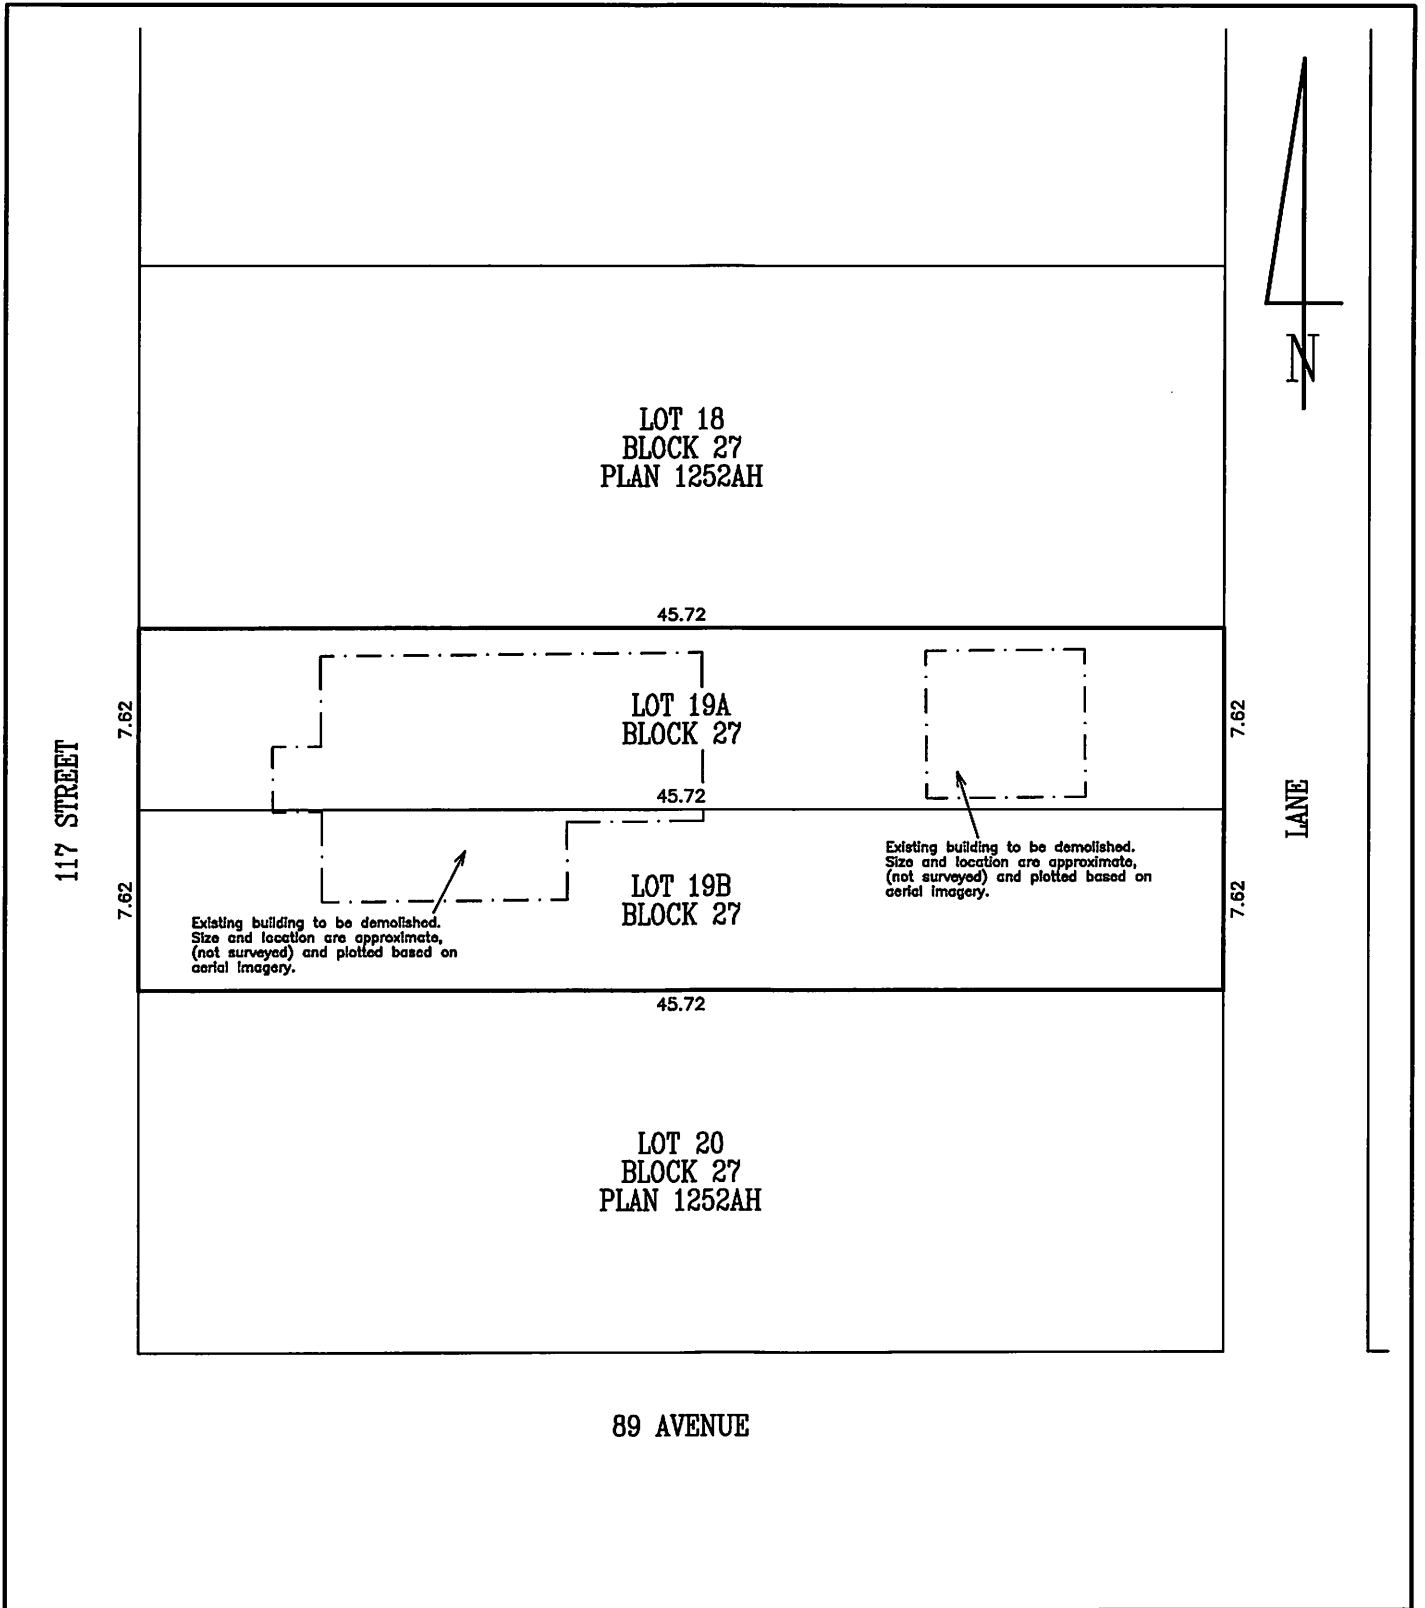 N
LOT 18
BLOCK 27
PLAN 1252AH
45.72
7.62
LOT 19A
BLOCK 27
7.62
117 STREET
45.72
LANE
Existing building to be demolished.
Size and location are approximate,
(not surveyed) and plotted based on
aerial imagery.
7.62
LOT 19B
BLOCK 27
7.62
Existing building to be demolished.
Size and location are approximate,
(not surveyed) and plotted based on
aerial imagery.
45.72
LOT 20
BLOCK 27
PLAN 1252AH
89 AVENUE